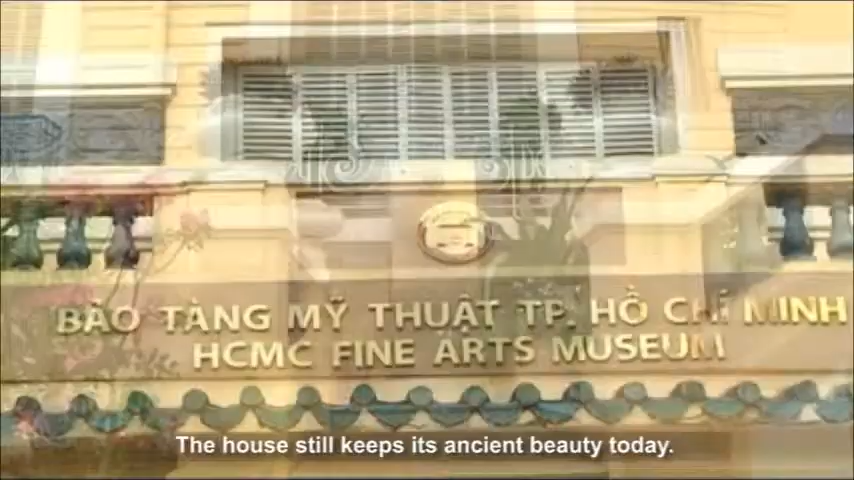 BẢO TÀNG MỸ THUẬT TP. HỒ CHÍ MINH
HCMC FINE ARTS MUSEUM
The house still keeps its ancient beauty today.